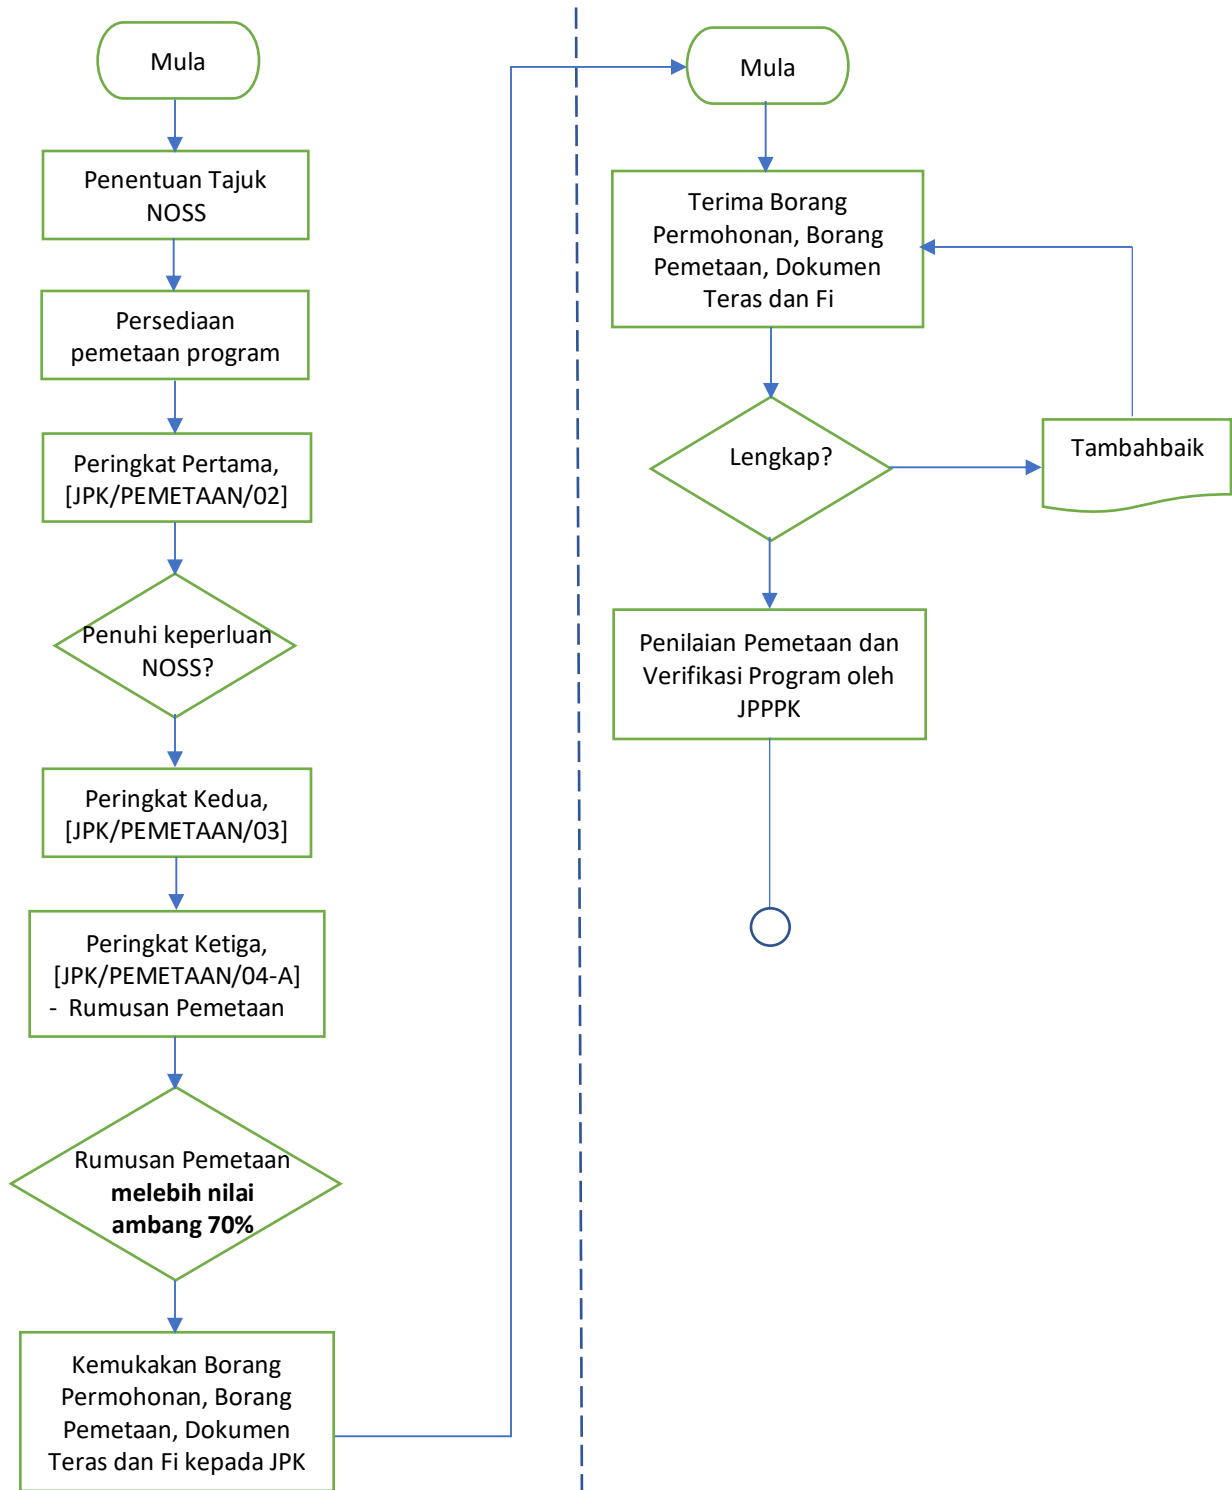 Mula
Penentuan Tajuk
NOSS
Persediaan
pemetaan program
Peringkat Pertama,
[JPK/PEMETAAN/02]
Penuhi keperluan
NOSS?
Peringkat Kedua,
[JPK/PEMETAAN/03]
Peringkat Ketiga,
[JPK/PEMETAAN/04-A]
- Rumusan Pemetaan
Rumusan Pemetaan
melebih nilai
ambang 70%
Kemukakan Borang
Permohonan, Borang
Pemetaan, Dokumen
Teras dan Fi kepada JPK
Mula
Terima Borang
Permohonan, Borang
Pemetaan, Dokumen
Teras dan Fi
Lengkap?
Tambahbaik
Penilaian Pemetaan dan
Verifikasi Program oleh
JPPPK